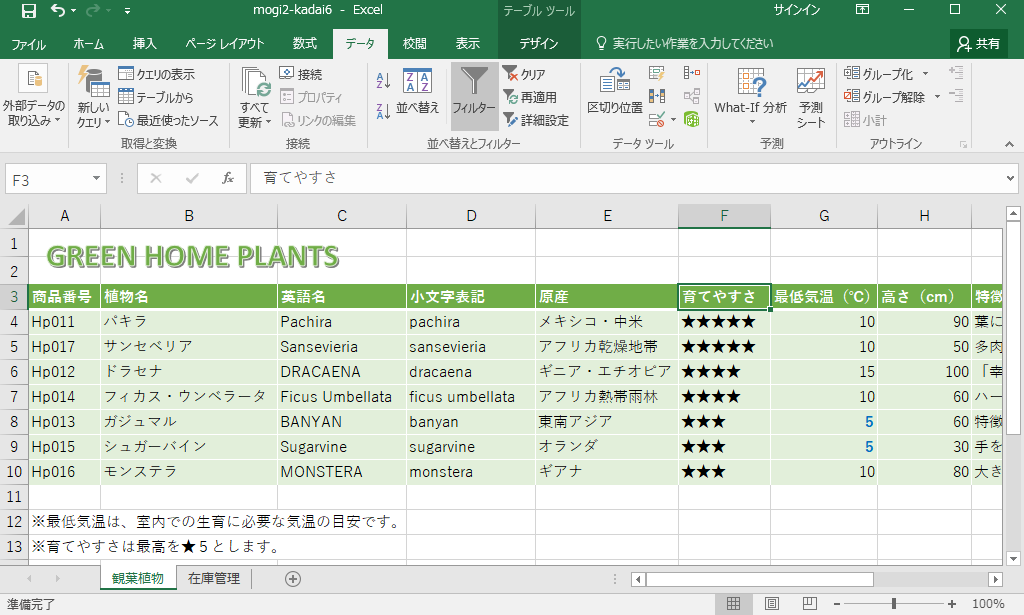 mogi2-kadai6 - Excel テーブル ツール サインイン
ファイル ホーム 挿入 ページ レイアウト 数式 データ 校閲 表示 デザイン 実行したい作業を入力してください 共有
外部データの取り込み
新しいクエリ
クエリの表示
テーブルから
最近使ったソース
取得と変換
すべて更新
接続
プロパティ
リンクの編集
接続
並べ替え
フィルター
クリア
再適用
詳細設定
並べ替えとフィルター
区切り位置
データ ツール
What-If 分析
予測シート
予測
グループ化
グループ解除
小計
アウトライン
F3 fx 育てやすさ
A B C D E F G H
1 GREEN HOME PLANTS
2
3 商品番号 植物名 英語名 小文字表記 原産 育てやすさ 最低気温（℃） 高さ（cm） 特徴
4 Hp011 パキラ Pachira pachira メキシコ・中米 ★★★★★ 10 90 葉に
5 Hp017 サンセベリア Sansevieria sansevieria アフリカ乾燥地帯 ★★★★★ 10 50 多肉
6 Hp012 ドラセナ DRACAENA dracaena ギニア・エチオピア ★★★★ 15 100 「幸
7 Hp014 フィカス・ウンベラータ Ficus Umbellata ficus umbellata アフリカ熱帯雨林 ★★★★ 10 60 ハー
8 Hp013 ガジュマル BANYAN banyan 東南アジア ★★★ 5 60 特徴
9 Hp015 シュガーバイン Sugarvine sugarvine オランダ ★★★ 5 30 手を
10 Hp016 モンステラ MONSTERA monstera ギアナ ★★★ 10 80 大き
11
12 ※最低気温は、室内での生育に必要な気温の目安です。
13 ※育てやすさは最高を★５とします。
観葉植物 在庫管理
準備完了 100%